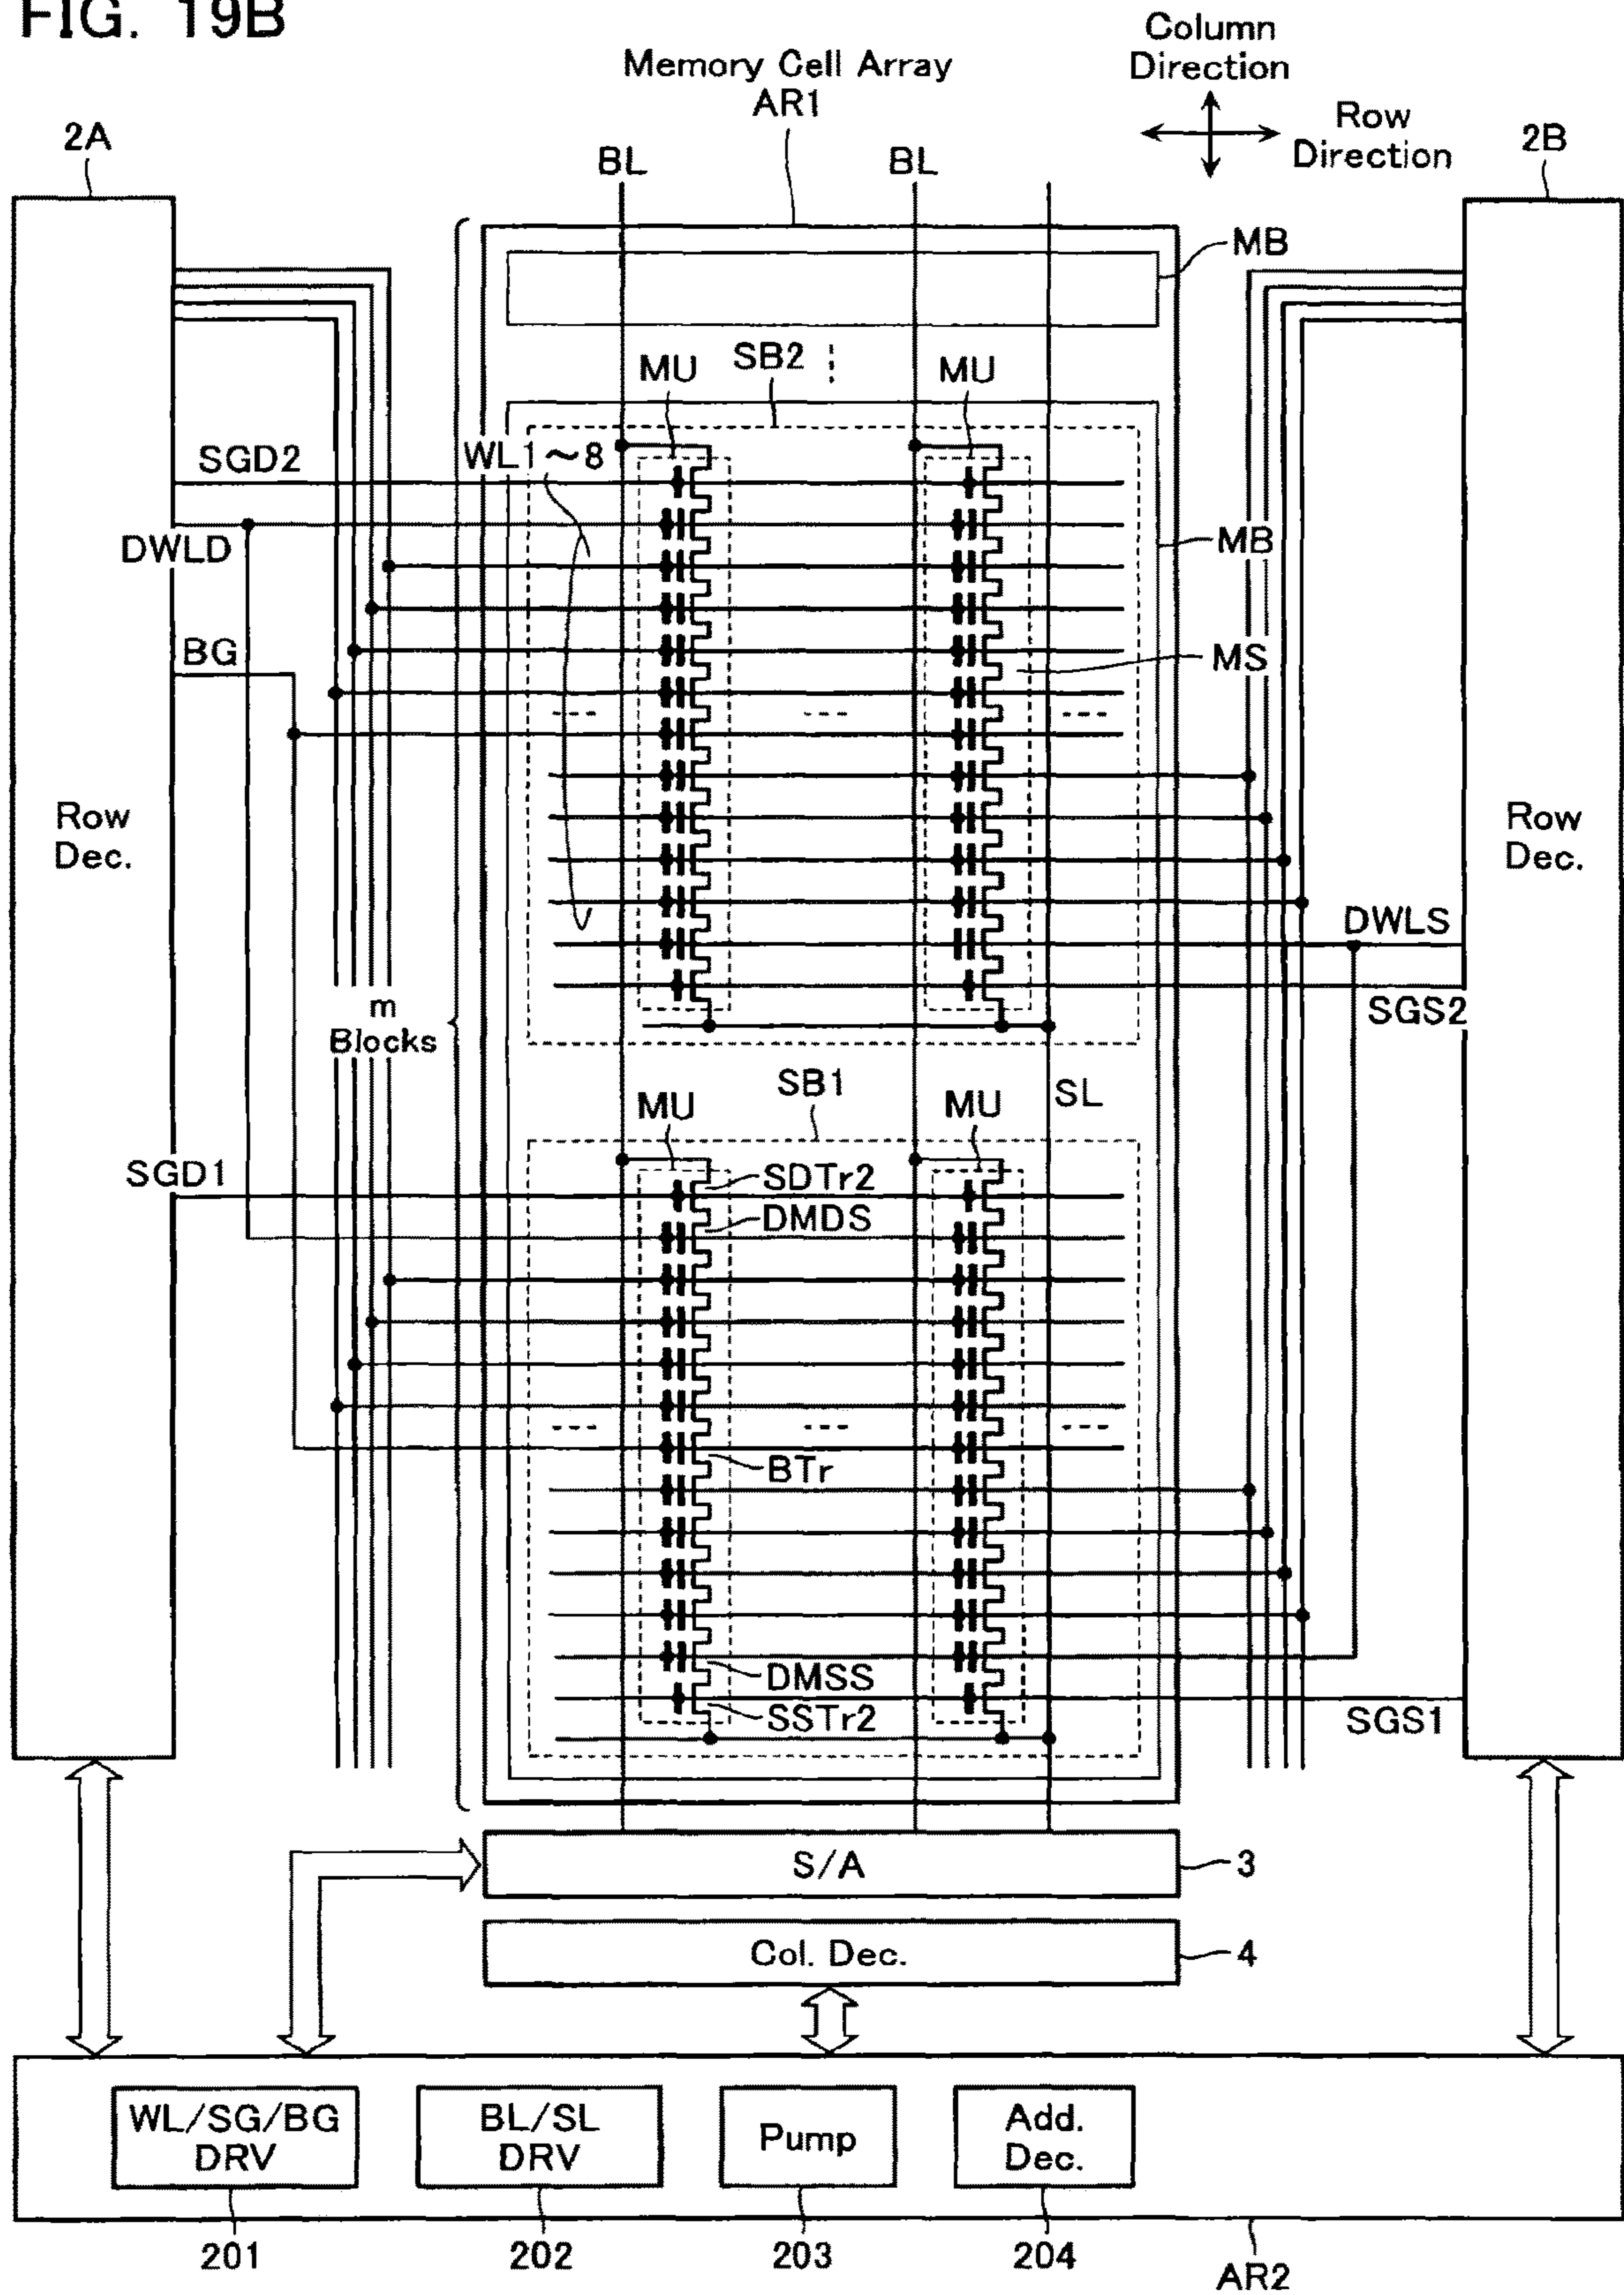 FIG. 19B
Column
Direction
Row
Direction
Memory Cell Array
AR1
2A
BL
BL
2B
MB
SB2
MU
MU
WL1~8
SGD2
DWLD
MB
BG
MS
Row
Dec.
Row
Dec.
DWLS
SGS2
m
Blocks
SB1
SL
MU
MU
SGD1
SDTr2
DMDS
BTr
DMSS
SSTr2
SGS1
S/A
3
Col. Dec.
4
WL/SG/BG
DRV
BL/SL
DRV
Pump
Add.
Dec.
201
202
203
204
AR2